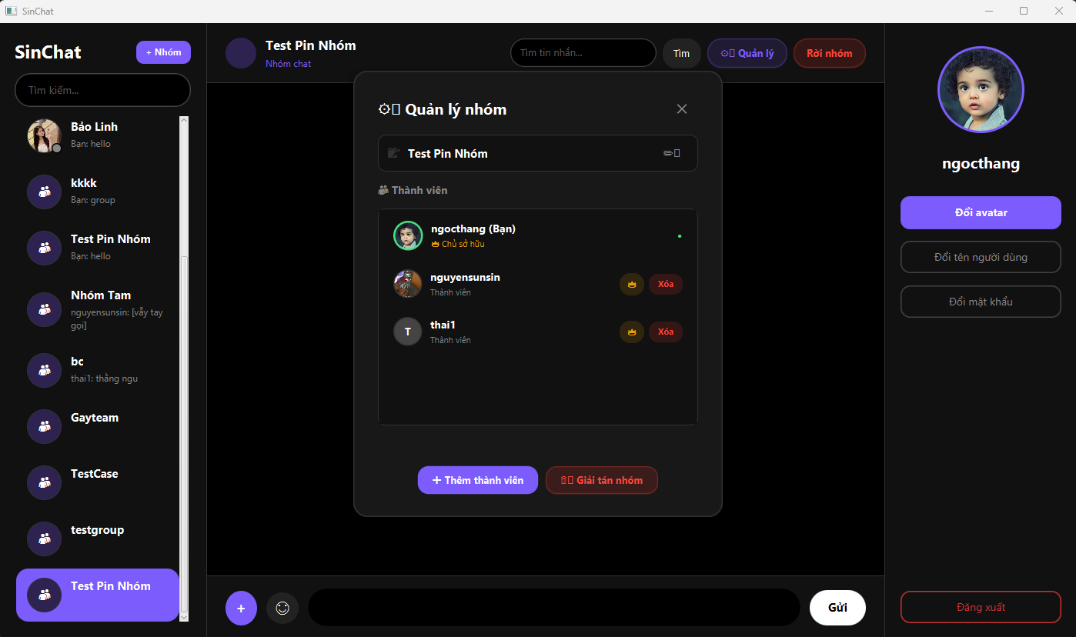 SinChat
SinChat
+ Nhóm
Tìm kiếm...
Bảo Linh
Bạn: hello
kkkk
Bạn: group
Test Pin Nhóm
Bạn: hello
Nhóm Tam
nguyensunsin: [vẫy tay
gọi]
bc
thai1: thằng ngu
Gayteam
TestCase
testgroup
Test Pin Nhóm
Test Pin Nhóm
Nhóm chat
Tìm tin nhắn...
Tìm
Quản lý
Rời nhóm
Quản lý nhóm
Test Pin Nhóm
Thành viên
ngocthang (Bạn)
Chủ sở hữu
nguyensunsin
Thành viên
Xóa
T
thai1
Thành viên
Xóa
+ Thêm thành viên
Giải tán nhóm
+
Gửi
ngocthang
Đổi avatar
Đổi tên người dùng
Đổi mật khẩu
Đăng xuất